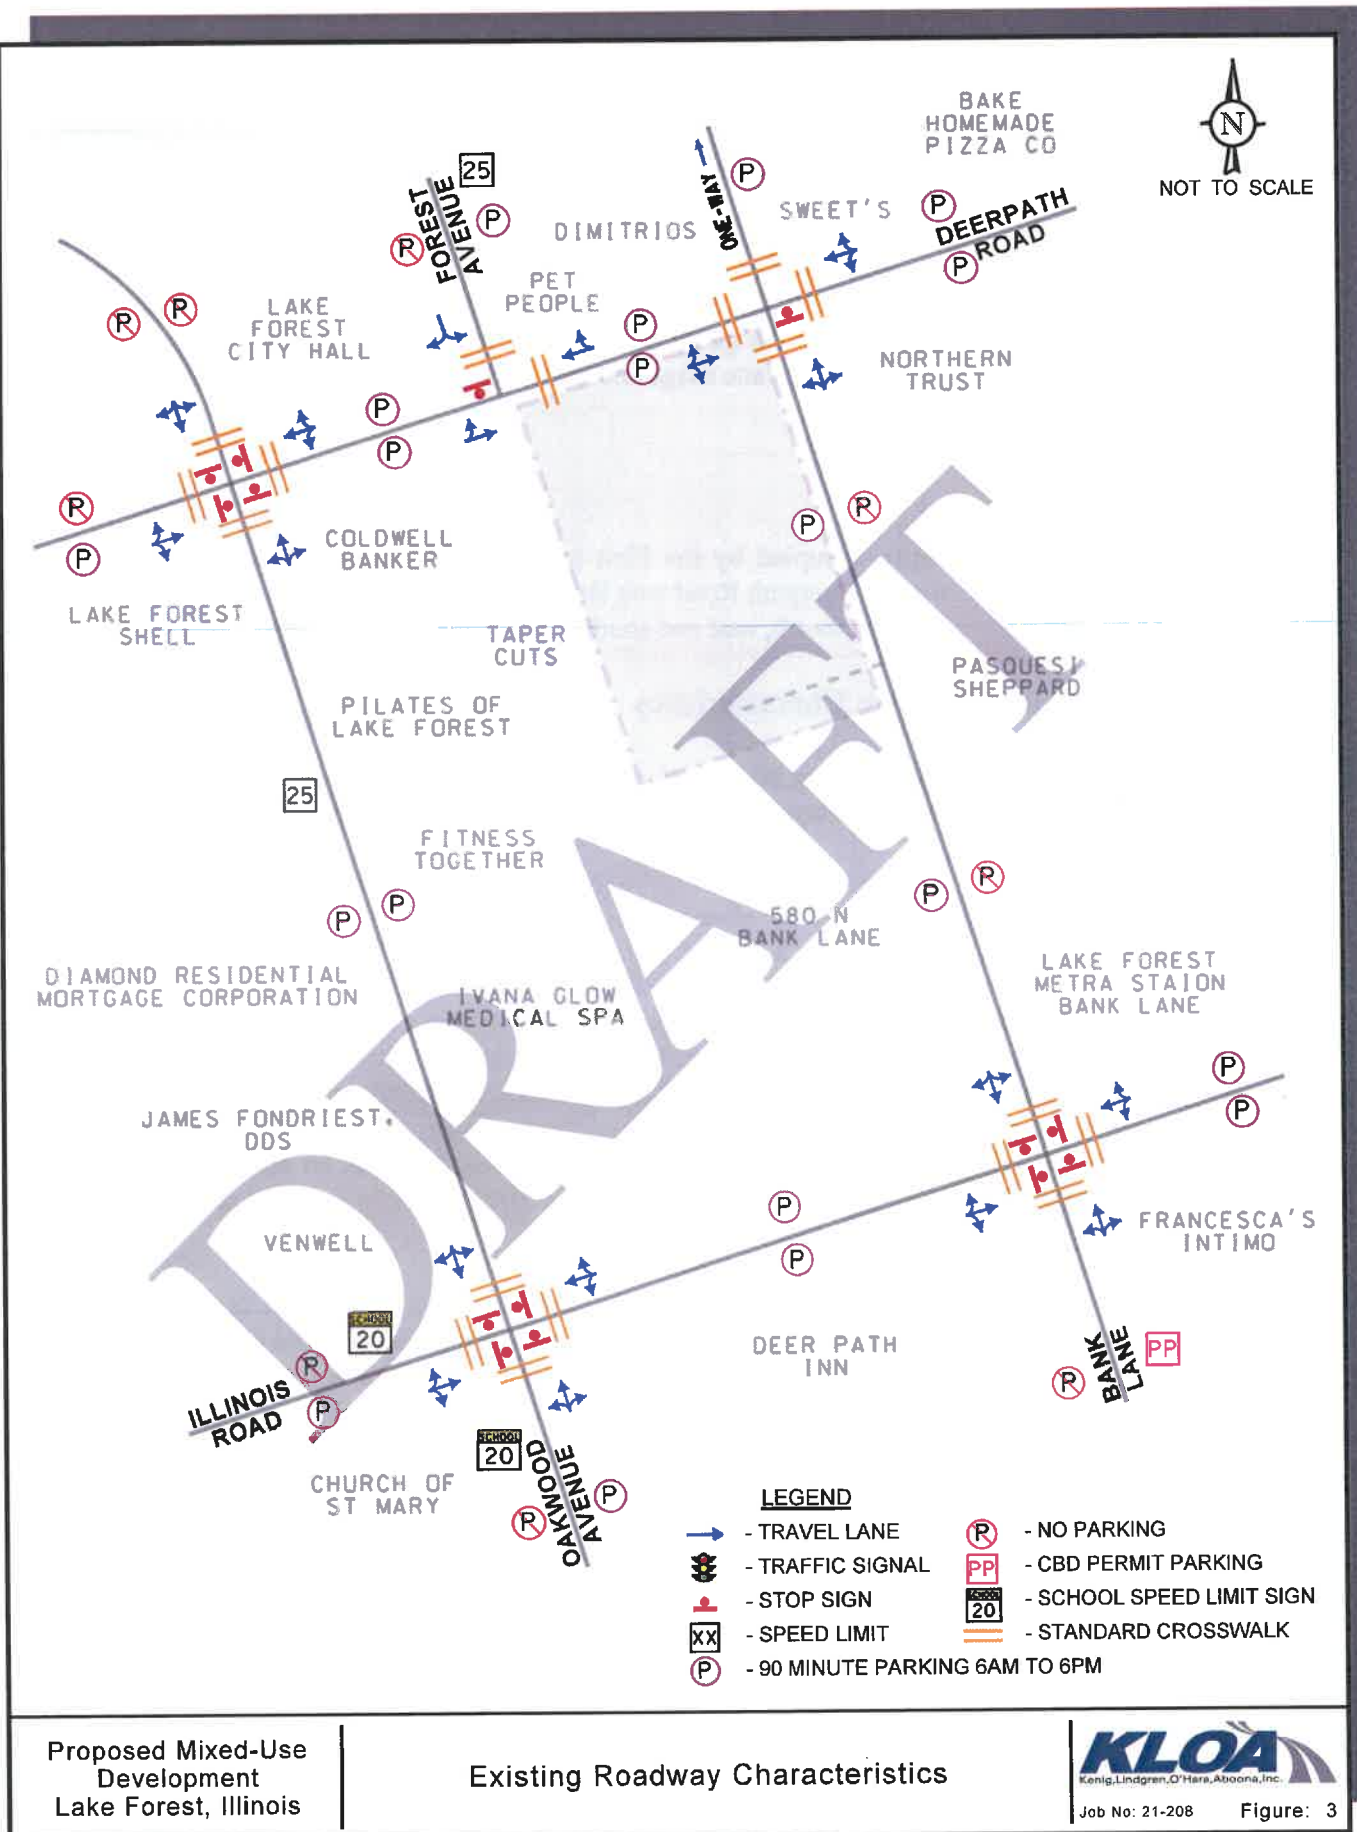 BAKE
HOMEMADE
PIZZA CO
N
NOT TO SCALE
25
FOREST
AVENUE
P
P
ONE-WAY
P
SWEET'S
P
DEERPATH
ROAD
P
DIMITRIOS
PET
PEOPLE
P
P
LAKE
FOREST
CITY HALL
P
P
P
P
NORTHERN
TRUST
P
P
COLDWELL
BANKER
P
P
LAKE FOREST
SHELL
TAPER
CUTS
PASQUESI
SHEPPARD
PILATES OF
LAKE FOREST
25
FITNESS
TOGETHER
P
P
P
P
580 N
BANK LANE
DIAMOND RESIDENTIAL
MORTGAGE CORPORATION
IVANA GLOW
MEDICAL SPA
LAKE FOREST
METRA STAION
BANK LANE
DRAFT
JAMES FONDRIEST.
DDS
P
P
P
P
FRANCESCA'S
INTIMO
VENWELL
SCHOOL
20
DEER PATH
INN
BANK
LANE
PP
P
P
P
ILLINOIS
ROAD
SCHOOL
20
OAKWOOD
AVENUE
P
P
CHURCH OF
ST MARY
LEGEND
- TRAVEL LANE
- TRAFFIC SIGNAL
- STOP SIGN
XX - SPEED LIMIT
P - 90 MINUTE PARKING 6AM TO 6PM
P - NO PARKING
PP - CBD PERMIT PARKING
SCHOOL 20 - SCHOOL SPEED LIMIT SIGN
- STANDARD CROSSWALK
Proposed Mixed-Use
Development
Lake Forest, Illinois
Existing Roadway Characteristics
KLOA
Kenig,Lindgren,O'Hara,Aboona,Inc.
Job No: 21-208
Figure: 3